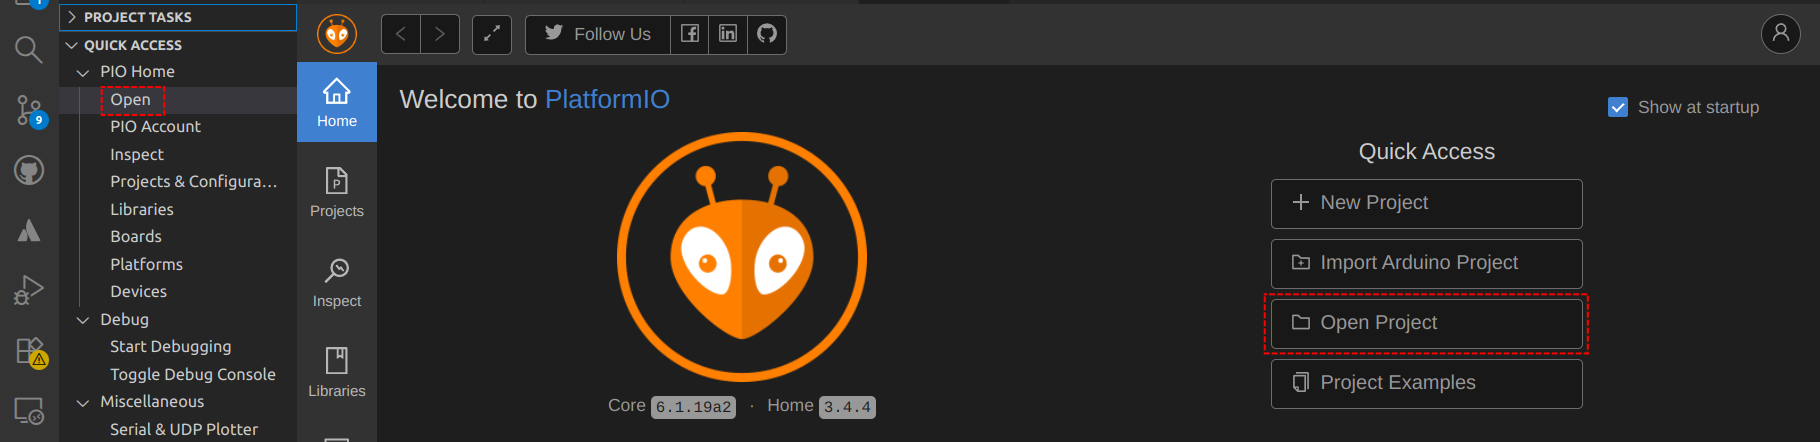 PROJECT TASKS
QUICK ACCESS
PIO Home
Open
PIO Account
Inspect
Projects & Configura...
Libraries
Boards
Platforms
Devices
Debug
Start Debugging
Toggle Debug Console
Miscellaneous
Serial & UDP Plotter
9
Home
Projects
Inspect
Libraries
Follow Us
Welcome to PlatformIO
Show at startup
Quick Access
New Project
Import Arduino Project
Open Project
Project Examples
Core 6.1.19a2 · Home 3.4.4